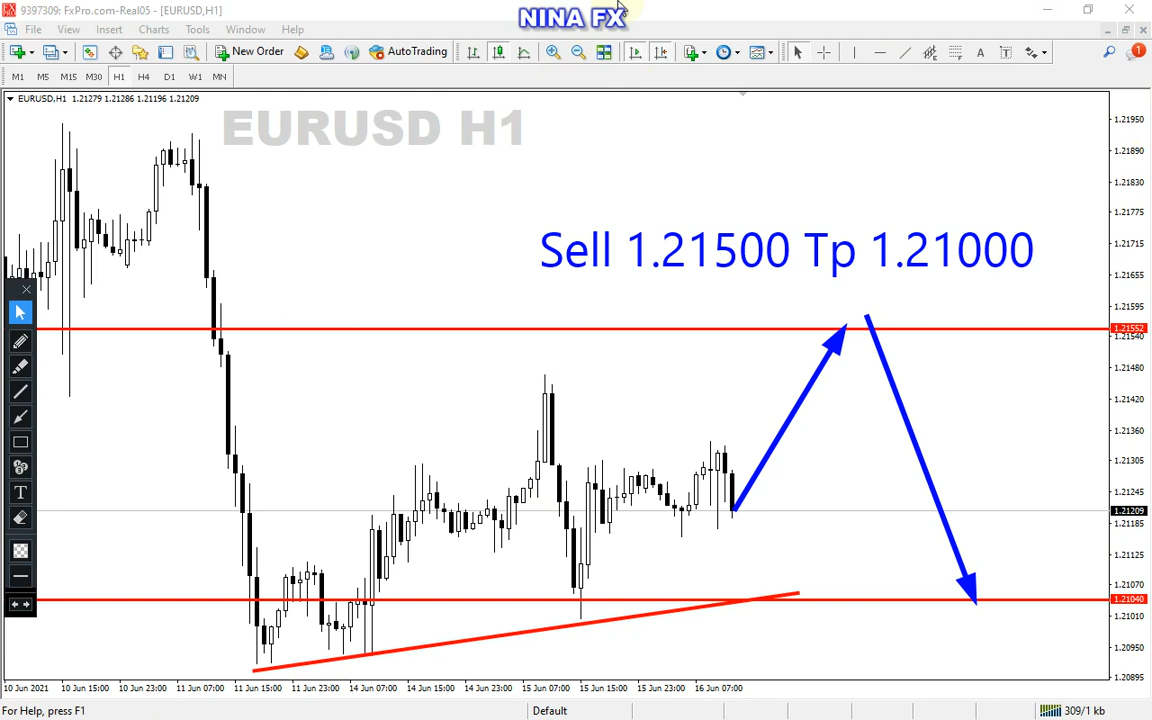 9397309: FxPro.com-Real05 - [EURUSD,H1]
NINA FX
File View Insert Charts Tools Window Help
New Order AutoTrading
1
M1 M5 M15 M30 H1 H4 D1 W1 MN
EURUSD,H1 1.21279 1.21286 1.21196 1.21209
EURUSD H1
Sell 1.21500 Tp 1.21000
1.21950
1.21890
1.21830
1.21775
1.21715
1.21655
1.21595
1.21552
1.21540
1.21480
1.21420
1.21360
1.21305
1.21245
1.21209
1.21185
1.21125
1.21070
1.21040
1.21010
1.20950
1.20895
10 Jun 2021 10 Jun 15:00 10 Jun 23:00 11 Jun 07:00 11 Jun 15:00 11 Jun 23:00 14 Jun 07:00 14 Jun 15:00 14 Jun 23:00 15 Jun 07:00 15 Jun 15:00 15 Jun 23:00 16 Jun 07:00
For Help, press F1 Default 309/1 kb